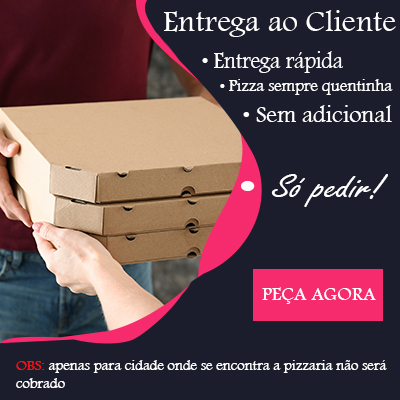 Entrega ao Cliente
• Entrega rápida
• Pizza sempre quentinha
• Sem adicional
• Só pedir!
PEÇA AGORA
OBS: apenas para cidade onde se encontra a pizzaria não será
cobrado